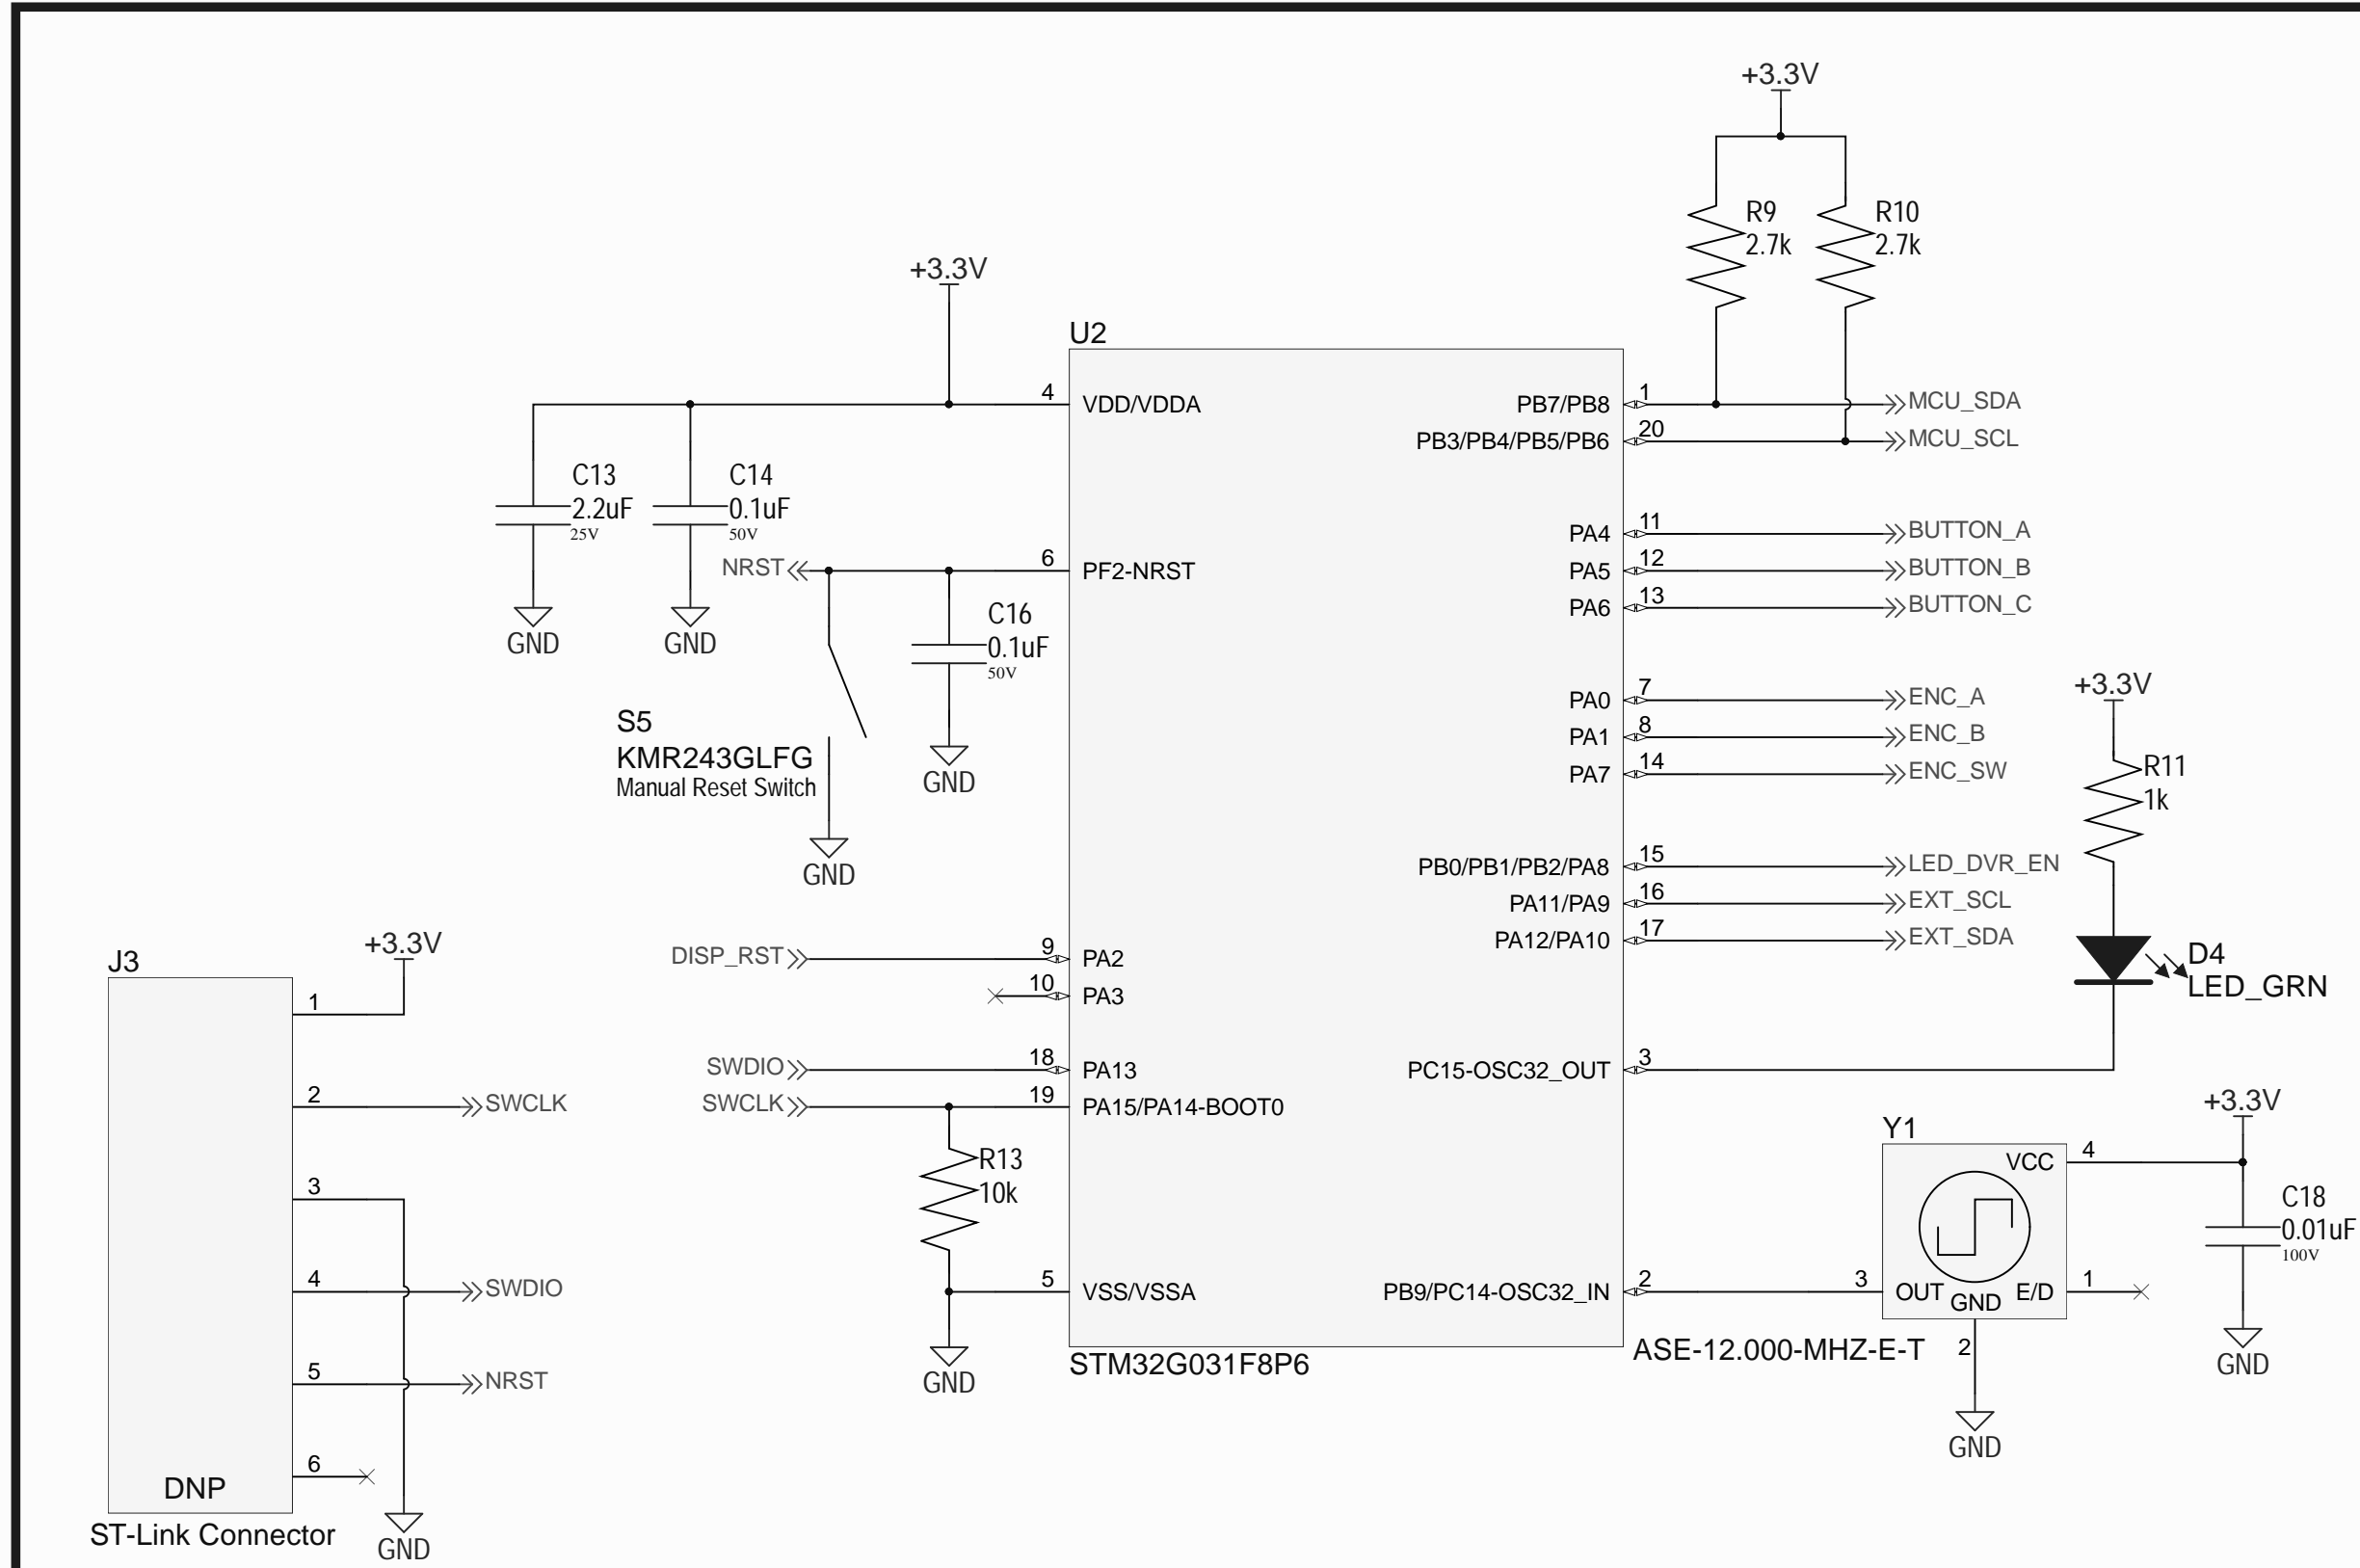 +3.3V
R9
2.7k
R10
2.7k
+3.3V
U2
4
VDD/VDDA
PB7/PB8
1
MCU_SDA
PB3/PB4/PB5/PB6
20
MCU_SCL
C13
2.2uF
25V
C14
0.1uF
50V
GND
GND
NRST
6
PF2-NRST
PA4
11
BUTTON_A
PA5
12
BUTTON_B
PA6
13
BUTTON_C
C16
0.1uF
50V
GND
S5
KMR243GLFG
Manual Reset Switch
GND
PA0
7
ENC_A
PA1
8
ENC_B
PA7
14
ENC_SW
+3.3V
R11
1k
PB0/PB1/PB2/PA8
15
LED_DVR_EN
PA11/PA9
16
EXT_SCL
PA12/PA10
17
EXT_SDA
D4
LED_GRN
DISP_RST
9
PA2
10
PA3
SWDIO
18
PA13
SWCLK
19
PA15/PA14-BOOT0
PC15-OSC32_OUT
3
R13
10k
5
VSS/VSSA
GND
PB9/PC14-OSC32_IN
2
STM32G031F8P6
Y1
VCC
4
3
OUT
GND
E/D
1
2
ASE-12.000-MHZ-E-T
GND
+3.3V
C18
0.01uF
100V
GND
J3
+3.3V
1
2
SWCLK
3
4
SWDIO
5
NRST
6
DNP
ST-Link Connector
GND